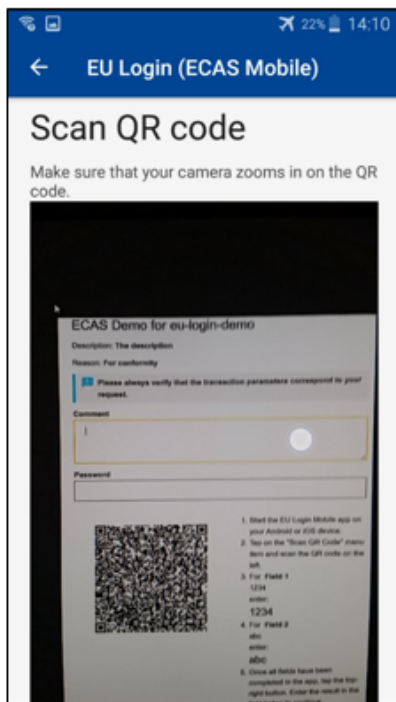 22% 14:10
EU Login (ECAS Mobile)
Scan QR code
Make sure that your camera zooms in on the QR
code.
ECAS Demo for eu-login-demo
Description: The description
Reason: For conformity
Please always verify that the transaction parameters correspond to your
request.
Comment
Password
1. Start the EU Login Mobile app on
your Android or iOS device.
2. Tap on the "Scan QR Code" menu
item and scan the QR code on the
left.
3. For Field 1
1234
enter:
1234
4. For Field 2
abc
enter:
abc
5. Once all fields have been
completed in the app, tap the top-
right button. Enter the result in the